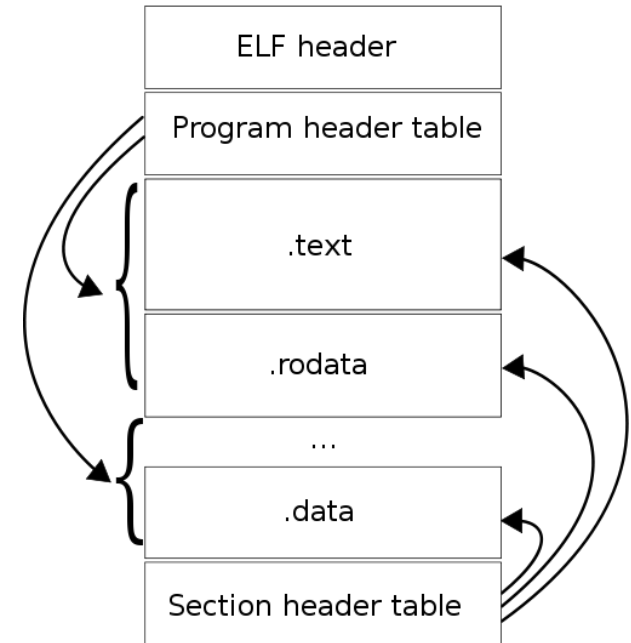 ELF header
Program header table
.text
.rodata
...
.data
Section header table